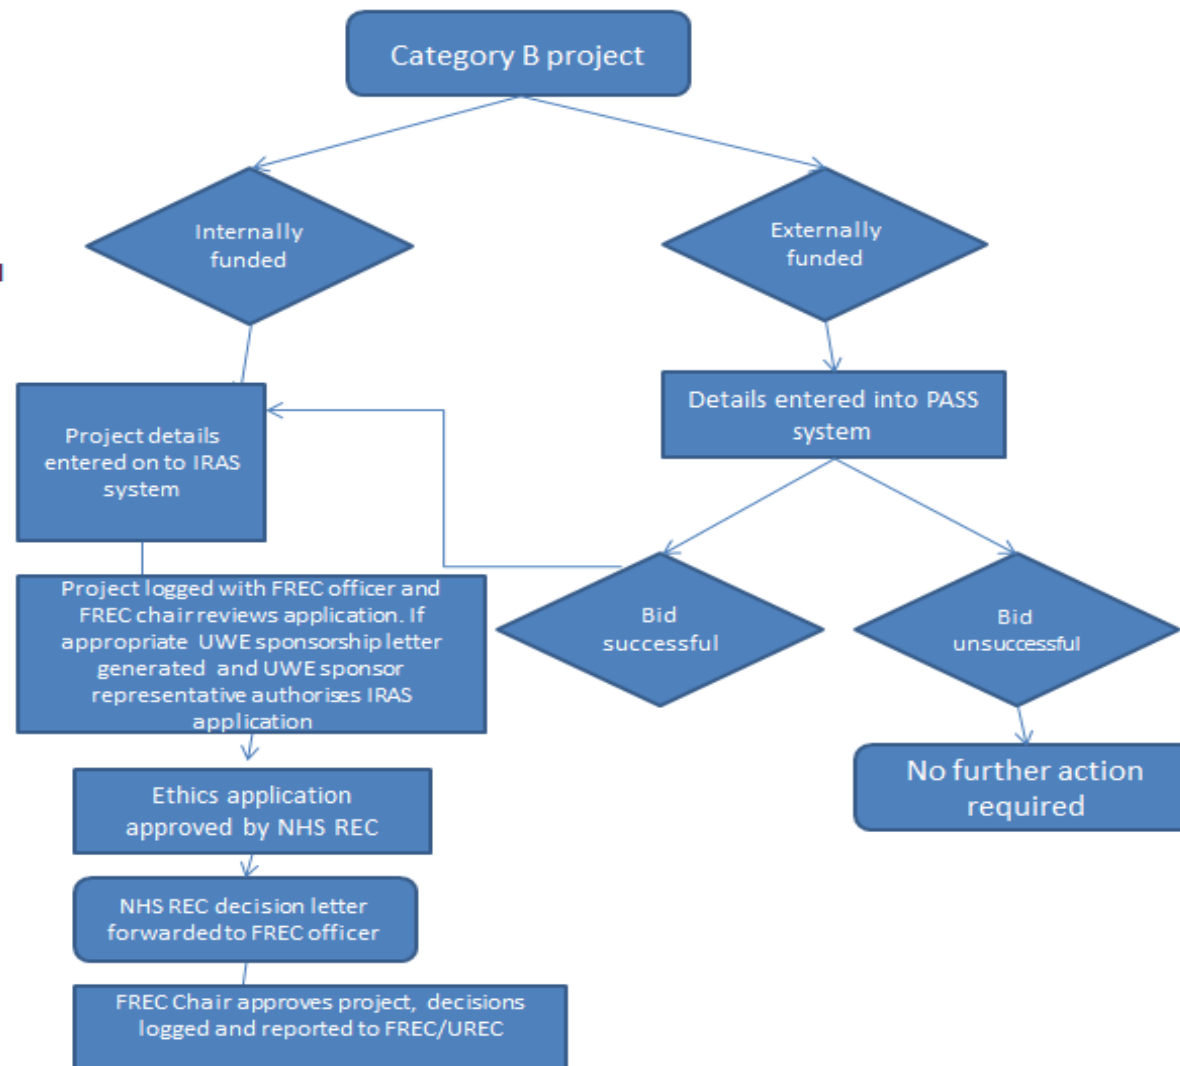 Category B project
Internally
funded
Externally
funded
Project details
entered on to IRAS
system
Details entered into PASS
system
Project logged with FREC officer and
FREC chair reviews application. If
appropriate UWE sponsorship letter
generated and UWE sponsor
representative authorises IRAS
application
Bid
successful
Bid
unsuccessful
Ethics application
approved by NHS REC
No further action
required
NHS REC decision letter
forwarded to FREC officer
FREC Chair approves project, decisions
logged and reported to FREC/UREC